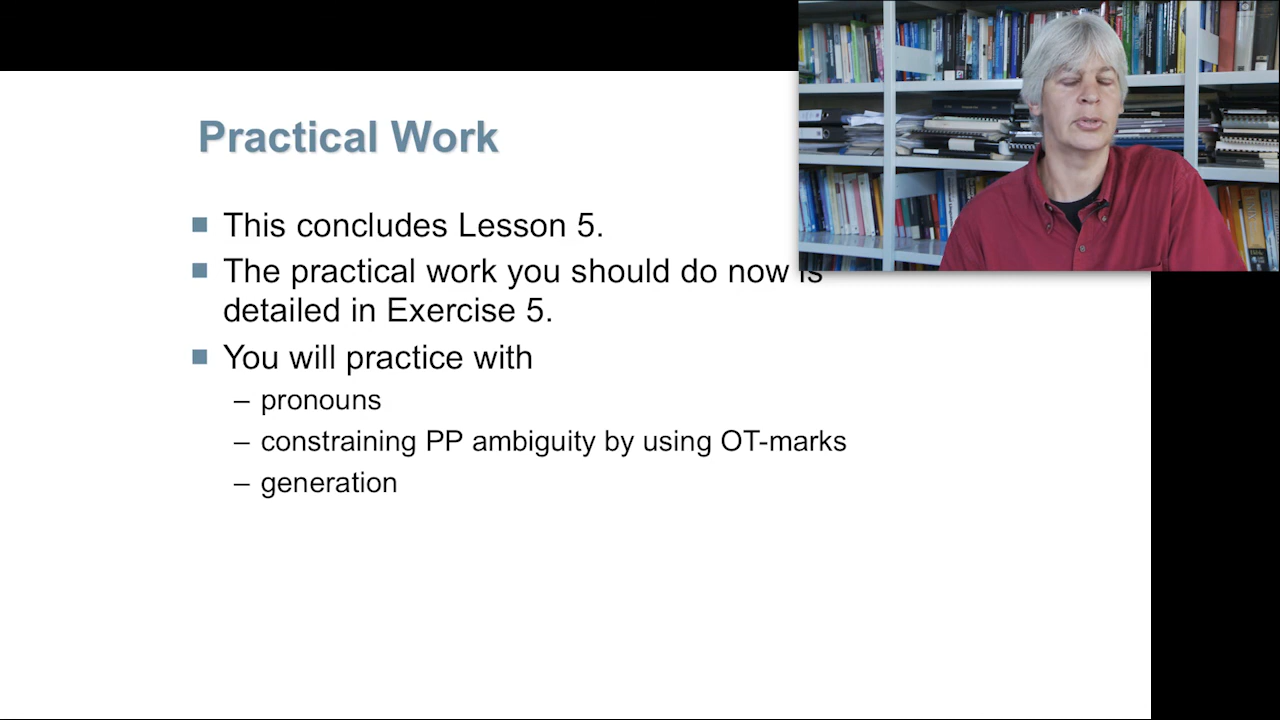 Practical Work
This concludes Lesson 5.
The practical work you should do now is
detailed in Exercise 5.
You will practice with
– pronouns
– constraining PP ambiguity by using OT-marks
– generation